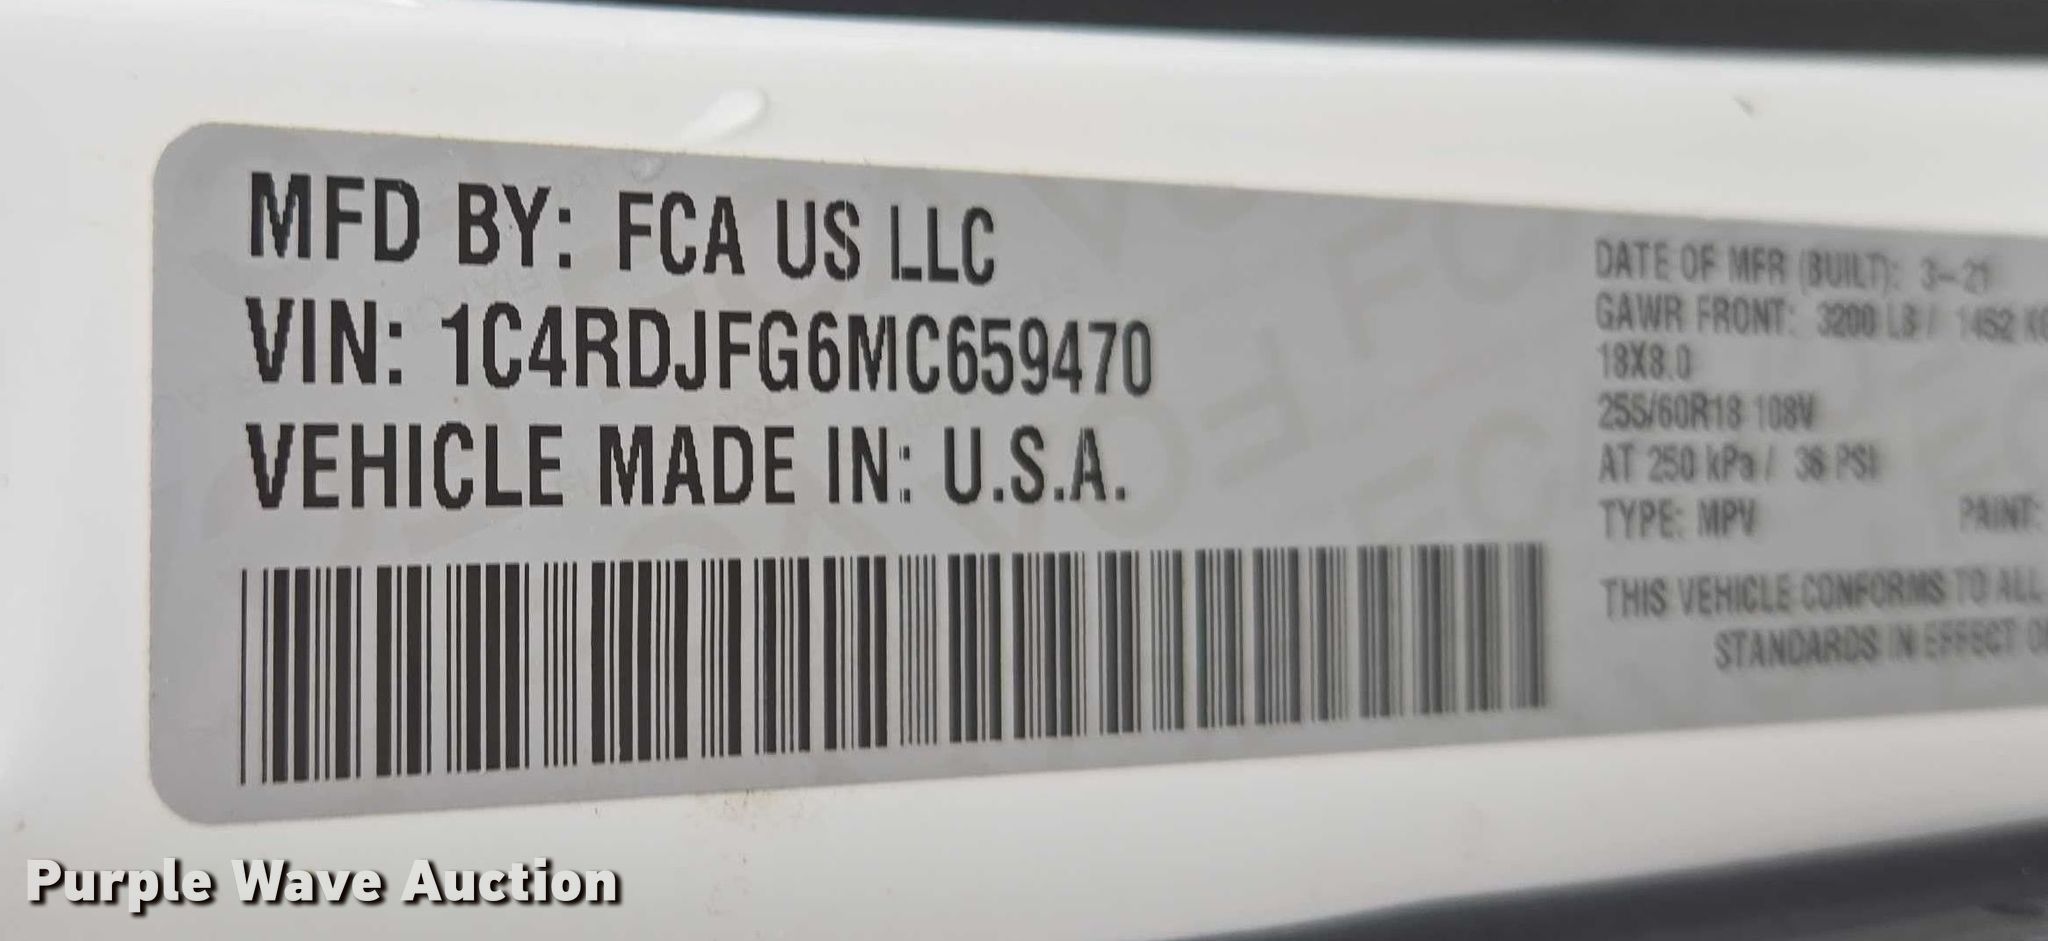 MFD BY: FCA US LLC
VIN: 1C4RDJFG6MC659470
VEHICLE MADE IN: U.S.A.
DATE OF MFR (BUILT): 3-21
GAWR FRONT: 3200 LB / 1452 KG
18X8.0
255/60R18 108V
AT 250 kPa / 36 PSI
TYPE: MPV PAINT:
THIS VEHICLE CONFORMS TO ALL
STANDARDS IN EFFECT
Purple Wave Auction